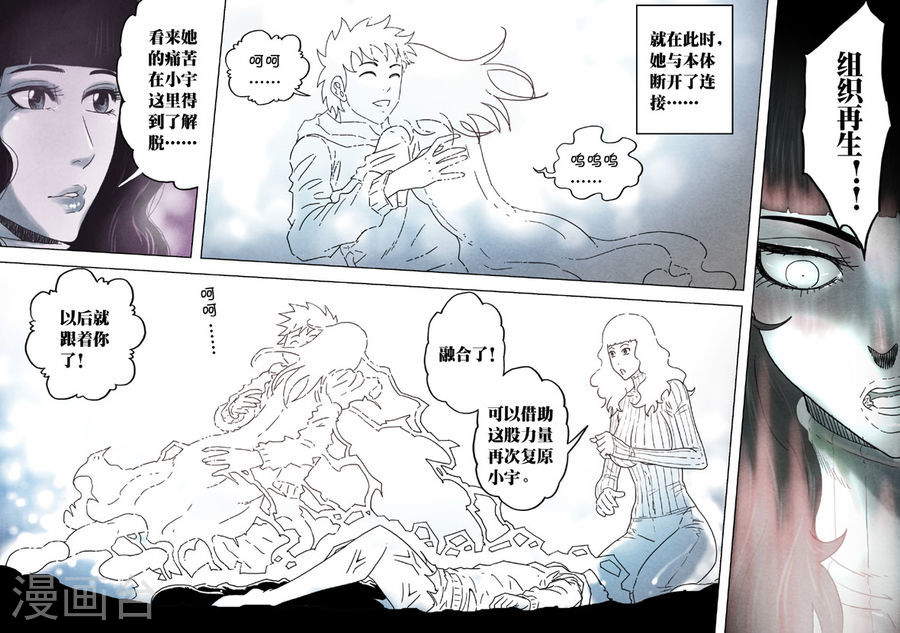 看来她
的痛苦
在小宇
这里得
到了解
脱……
呵呵
……
呜呜呜
……
就在此时，
她与本体
断开了连
接……
以后就
跟着你
了！
呵呵……
融合了！
可以借助
这股力量
再次复原
小宇。
组织再生！！
漫画台